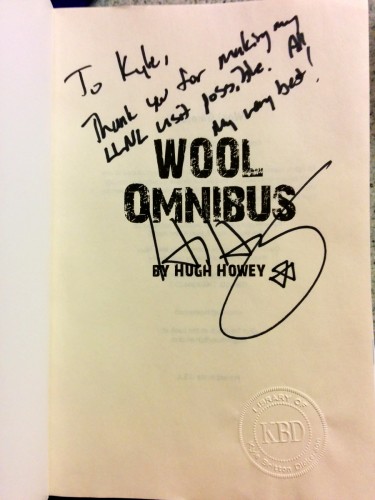 To Kyle,
Thank you for making my
LLNL visit possible. All
my very best!
WOOL
OMNIBUS
BY HUGH HOWEY
LIBRARY OF
KBD